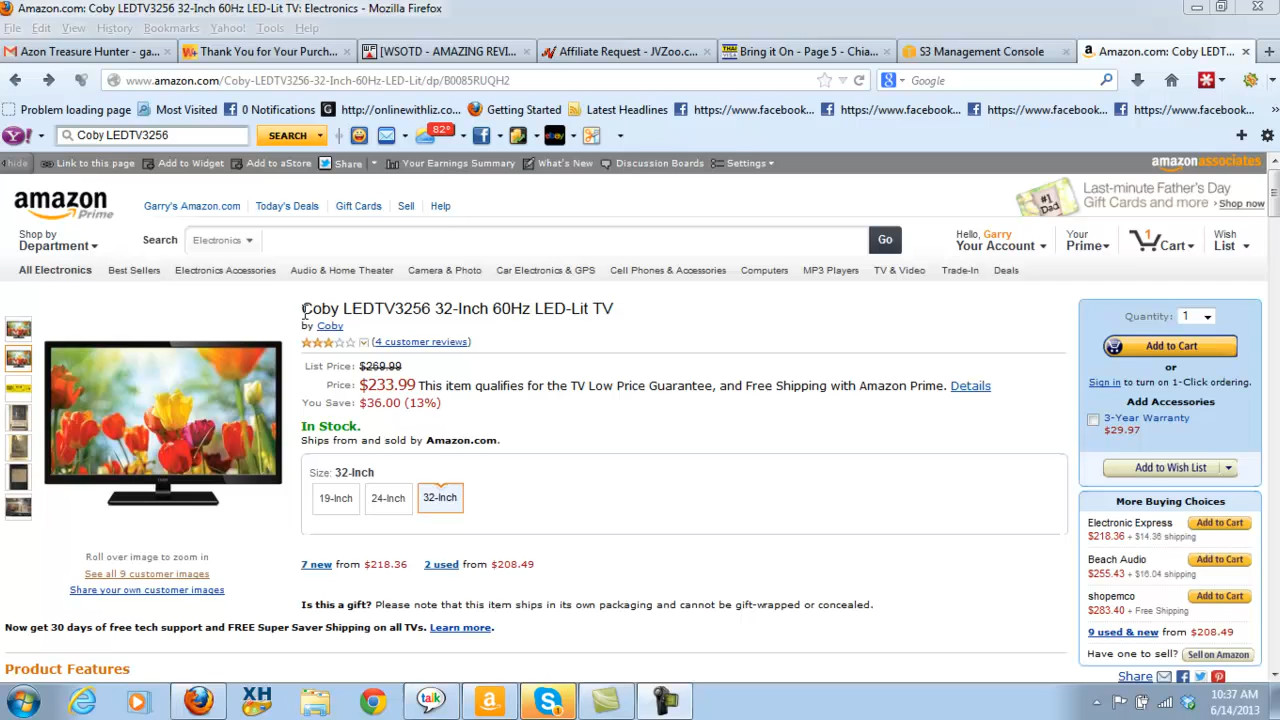 Amazon.com: Coby LEDTV3256 32-Inch 60Hz LED-Lit TV: Electronics - Mozilla Firefox
File Edit View History Bookmarks Yahoo! Tools Help
Azon Treasure Hunter - ga... Thank You for Your Purch... [WSOTD - AMAZING REVI... Affiliate Request - JVZoo.c... Bring it On - Page 5 - Chia... S3 Management Console Amazon.com: Coby LEDT...
www.amazon.com/Coby-LEDTV3256-32-Inch-60Hz-LED-Lit/dp/B0085RUQH2 Google
Problem loading page Most Visited 0 Notifications http://onlinewithliz.co... Getting Started Latest Headlines https://www.facebook... https://www.facebook... https://www.facebook... https://www.facebook...
Coby LEDTV3256 SEARCH 82° ebay
hide Link to this page Add to Widget Add to aStore Share Your Earnings Summary What's New Discussion Boards Settings
amazonassociates
amazon Prime
Garry's Amazon.com Today's Deals Gift Cards Sell Help
#1 Dad
Last-minute Father's Day
Gift Cards and more Shop now
Shop by
Department
Search Electronics Go
Hello, Garry
Your Account
Your
Prime
1 Cart
Wish
List
All Electronics Best Sellers Electronics Accessories Audio & Home Theater Camera & Photo Car Electronics & GPS Cell Phones & Accessories Computers MP3 Players TV & Video Trade-In Deals
Coby LEDTV3256 32-Inch 60Hz LED-Lit TV
by Coby
(4 customer reviews)
List Price: $269.99
Price: $233.99 This item qualifies for the TV Low Price Guarantee, and Free Shipping with Amazon Prime. Details
You Save: $36.00 (13%)
In Stock.
Ships from and sold by Amazon.com.
Size: 32-Inch
19-Inch 24-Inch 32-Inch
7 new from $218.36 2 used from $208.49
Is this a gift? Please note that this item ships in its own packaging and cannot be gift-wrapped or concealed.
Roll over image to zoom in
See all 9 customer images
Share your own customer images
Now get 30 days of free tech support and FREE Super Saver Shipping on all TVs. Learn more.
Product Features
Quantity: 1
Add to Cart
or
Sign in to turn on 1-Click ordering.
Add Accessories
3-Year Warranty
$29.97
Add to Wish List
More Buying Choices
Electronic Express Add to Cart
$218.36 + $14.36 shipping
Beach Audio Add to Cart
$255.43 + $16.04 shipping
shopemco Add to Cart
$283.40 + Free Shipping
9 used & new from $208.49
Have one to sell? Sell on Amazon
Share
XH talk
10:37 AM
6/14/2013